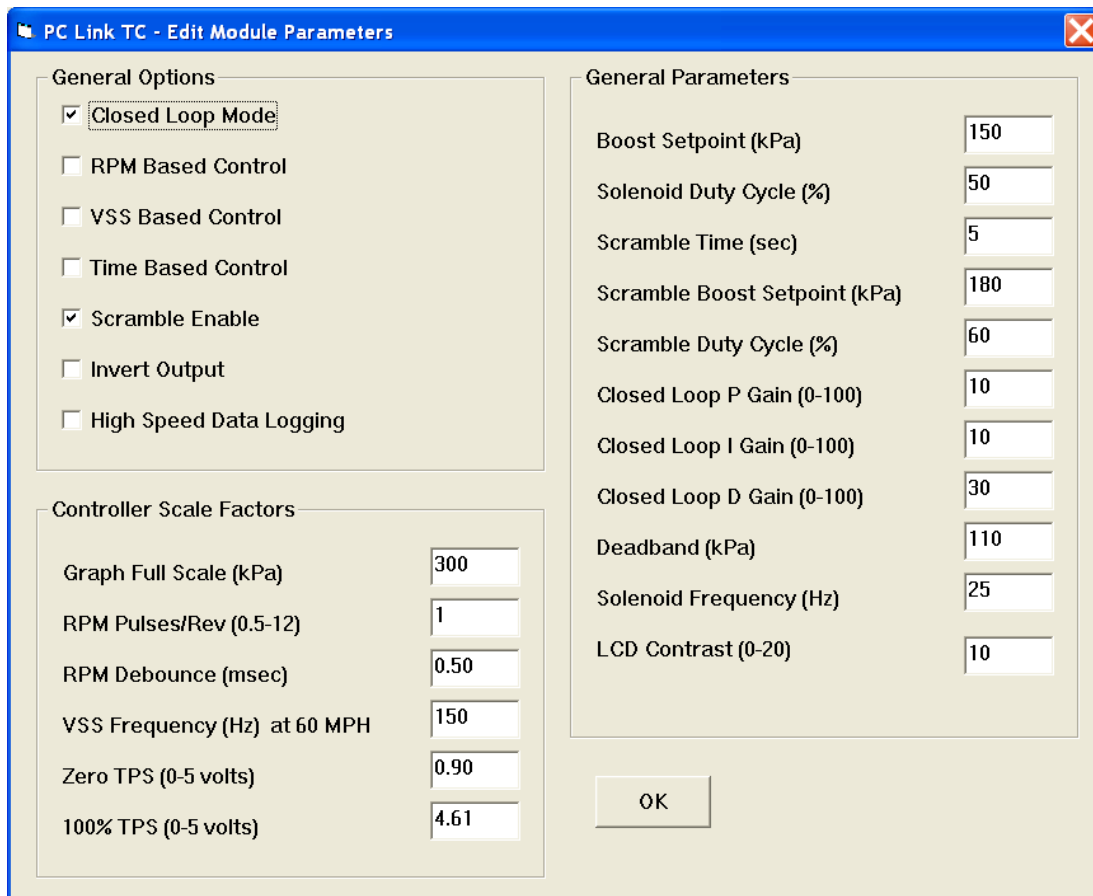 PC Link TC - Edit Module Parameters
General Options
Closed Loop Mode
RPM Based Control
VSS Based Control
Time Based Control
Scramble Enable
Invert Output
High Speed Data Logging
Controller Scale Factors
Graph Full Scale (kPa) 300
RPM Pulses/Rev (0.5-12) 1
RPM Debounce (msec) 0.50
VSS Frequency (Hz) at 60 MPH 150
Zero TPS (0-5 volts) 0.90
100% TPS (0-5 volts) 4.61
General Parameters
Boost Setpoint (kPa) 150
Solenoid Duty Cycle (%) 50
Scramble Time (sec) 5
Scramble Boost Setpoint (kPa) 180
Scramble Duty Cycle (%) 60
Closed Loop P Gain (0-100) 10
Closed Loop I Gain (0-100) 10
Closed Loop D Gain (0-100) 30
Deadband (kPa) 110
Solenoid Frequency (Hz) 25
LCD Contrast (0-20) 10
OK